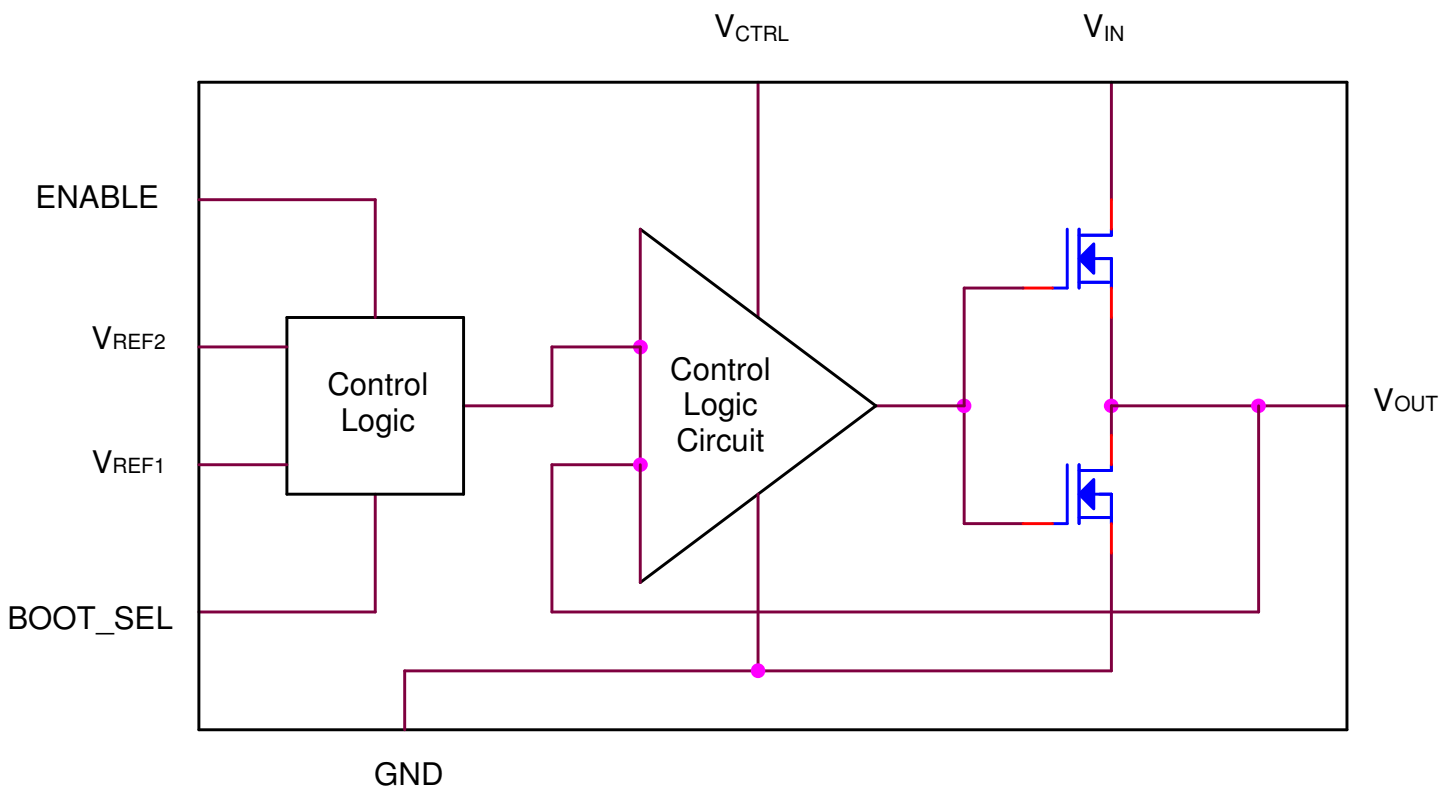 VCTRL
VIN
ENABLE
VREF2
VREF1
BOOT_SEL
Control
Logic
Control
Logic
Circuit
VOUT
GND